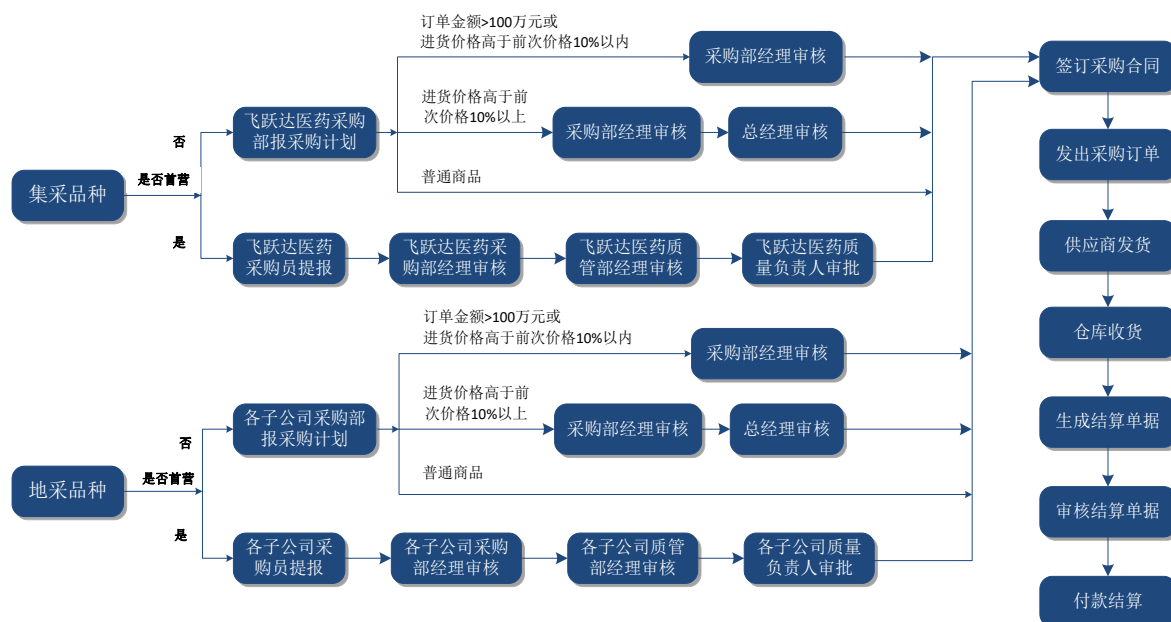 订单金额>100万元或
进货价格高于前次价格10%以内
采购部经理审核
进货价格高于前
次价格10%以上
采购部经理审核
总经理审核
普通商品
飞跃达医药采购
部报采购计划
否
集采品种
是否首营
是
飞跃达医药
采购员提报
飞跃达医药采
购部经理审核
飞跃达医药质
管部经理审核
飞跃达医药质
量负责人审批
订单金额>100万元或
进货价格高于前次价格10%以内
采购部经理审核
进货价格高于前
次价格10%以上
采购部经理审核
总经理审核
普通商品
各子公司采购部
报采购计划
否
地采品种
是否首营
是
各子公司采
购员提报
各子公司采购
部经理审核
各子公司质管
部经理审核
各子公司质量
负责人审批
签订采购合同
发出采购订单
供应商发货
仓库收货
生成结算单据
审核结算单据
付款结算